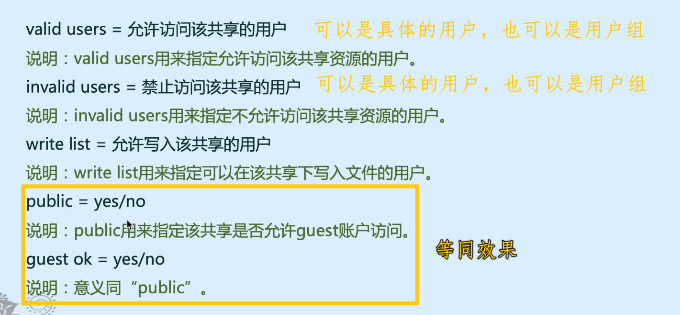 valid users = 允许访问该共享的用户 可以是具体的用户，也可以是用户组
说明：valid users用来指定允许访问该共享资源的用户。
invalid users = 禁止访问该共享的用户 可以是具体的用户，也可以是用户组
说明：invalid users用来指定不允许访问该共享资源的用户。
write list = 允许写入该共享的用户
说明：write list用来指定可以在该共享下写入文件的用户。
public = yes/no
说明：public用来指定该共享是否允许guest账户访问。
等同效果
guest ok = yes/no
说明：意义同“public”。